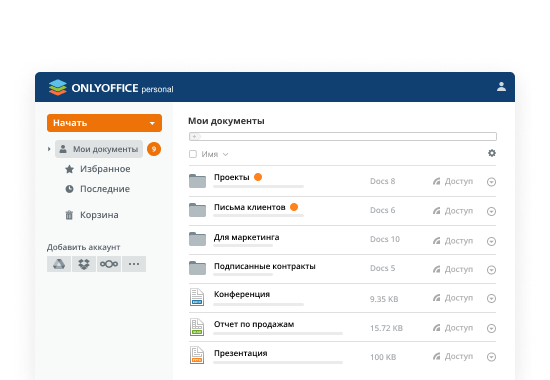 ONLYOFFICE personal
Начать
Мои документы 9
Избранное
Последние
Корзина
Добавить аккаунт
Мои документы
Имя
Проекты Docs 8 Доступ
Письма клиентов Docs 6 Доступ
Для маркетинга Docs 10 Доступ
Подписанные контракты Docs 5 Доступ
Конференция 9.35 KB Доступ
Отчет по продажам 15.72 KB Доступ
Презентация 100 KB Доступ